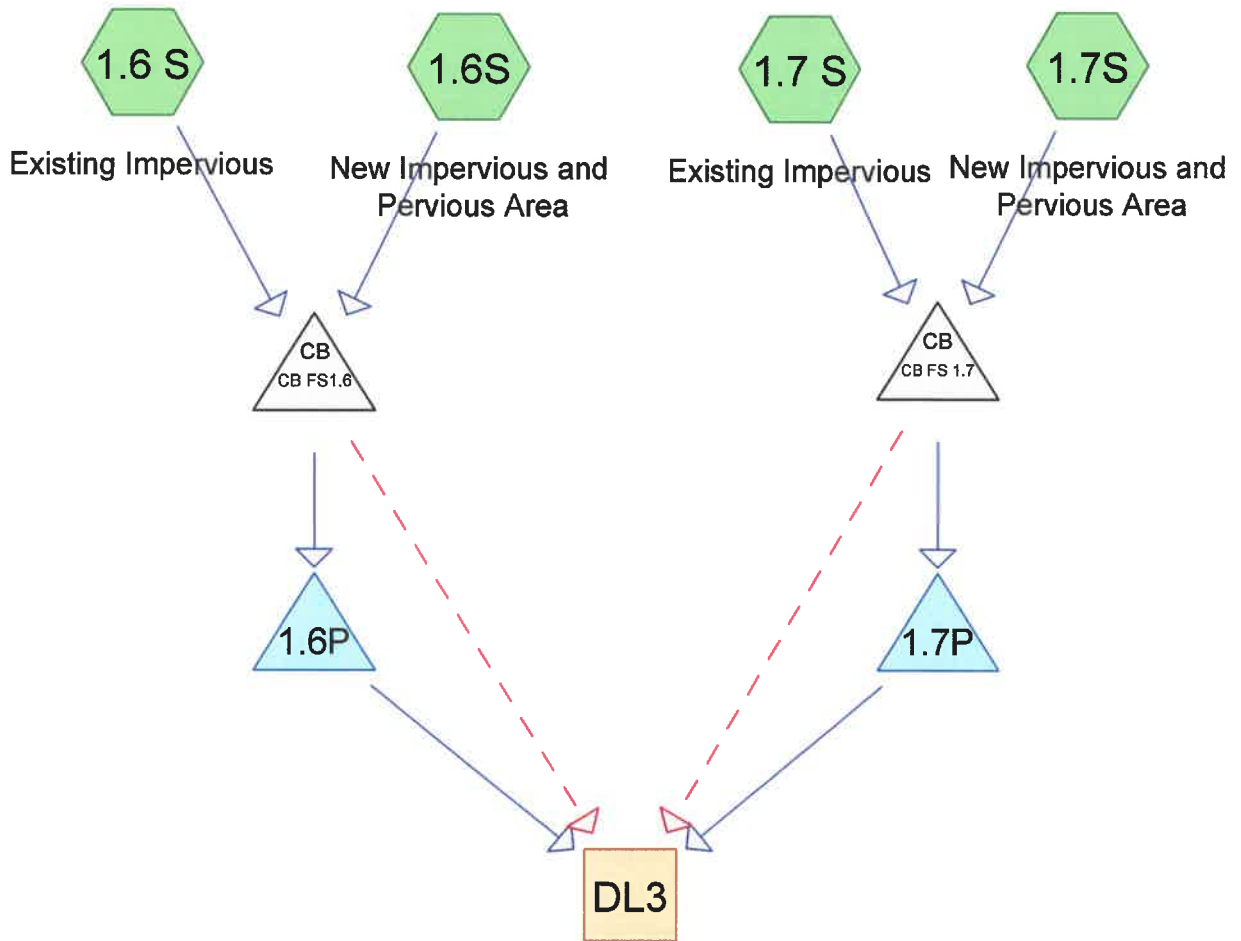 1.6 S
1.6S
1.7 S
1.7S
Existing Impervious
New Impervious and
Pervious Area
Existing Impervious
New Impervious and
Pervious Area
CB
CB FS1.6
CB
CB FS 1.7
1.6P
1.7P
DL3